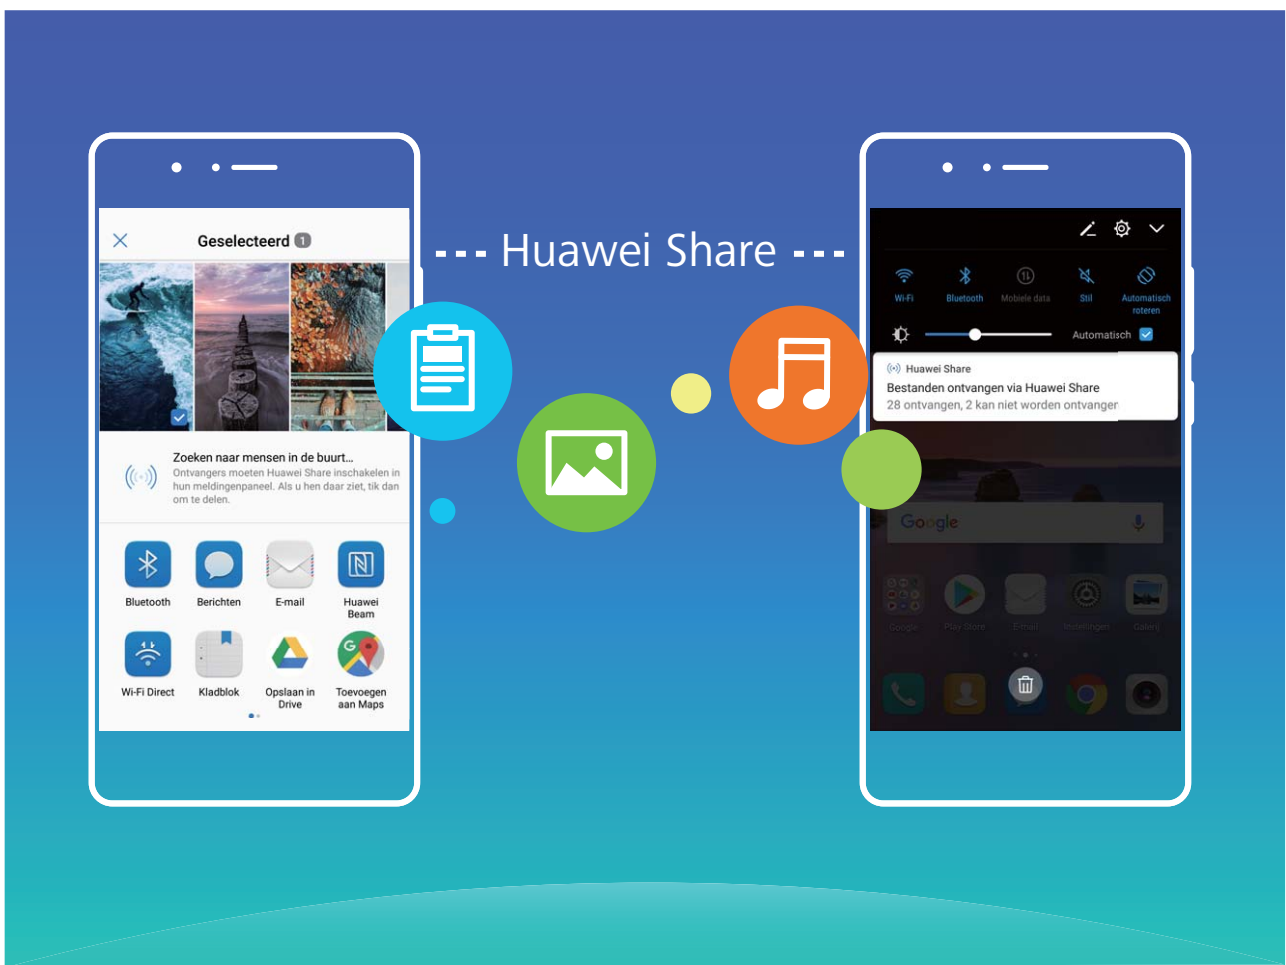 Geselecteerd 1
--- Huawei Share ---
Zoeken naar mensen in de buurt...
Ontvangers moeten Huawei Share inschakelen in
hun meldingenpaneel. Als u hen daar ziet, tik dan
om te delen.
Bluetooth
Berichten
E-mail
Huawei
Beam
Wi-Fi Direct
Kladblok
Opslaan in
Drive
Toevoegen
aan Maps
Wi-Fi
Bluetooth
Mobiele data
Stil
Automatisch
roteren
Automatisch
Huawei Share
Bestanden ontvangen via Huawei Share
28 ontvangen, 2 kan niet worden ontvangen
Google
Google
Play Store
E-mail
Instellingen
Galerij